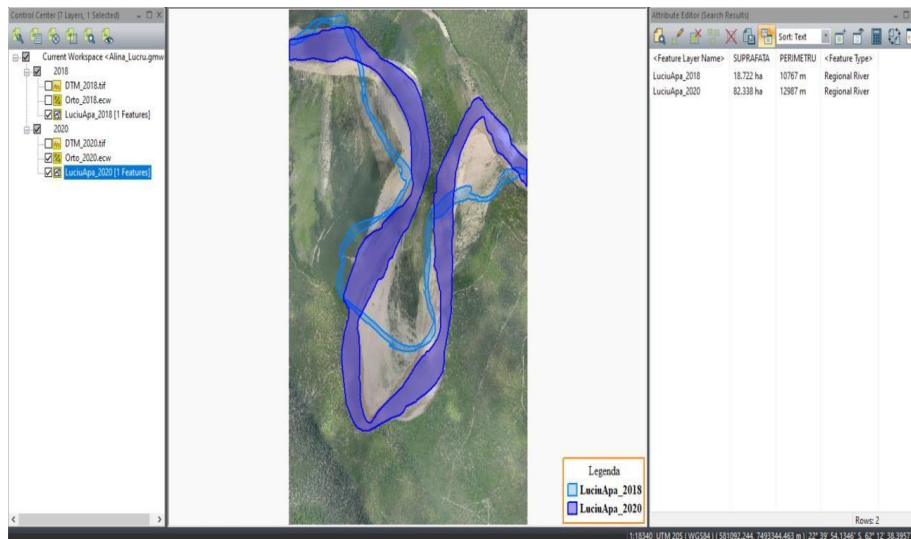 Control Center (7 Layers, 1 Selected)
Current Workspace <Alina_Lucru.gmw
2018
DTM_2018.tif
Orto_2018.ecw
LuciuApa_2018 [1 Features]
2020
DTM_2020.tif
Orto_2020.ecw
LuciuApa_2020 [1 Features]
Legenda
LuciuApa_2018
LuciuApa_2020
Attribute Editor (Search Results)
Sort: Text
<Feature Layer Name> SUPRAFATA PERIMETRU <Feature Type>
LuciuApa_2018 18.722 ha 10767 m Regional River
LuciuApa_2020 82.338 ha 12987 m Regional River
Rows: 2
1:18340 UTM 20S ( WGS84 ) ( 581092.244, 7493344.463 m ) 22° 39' 54.1346" S, 62° 12' 38.3957